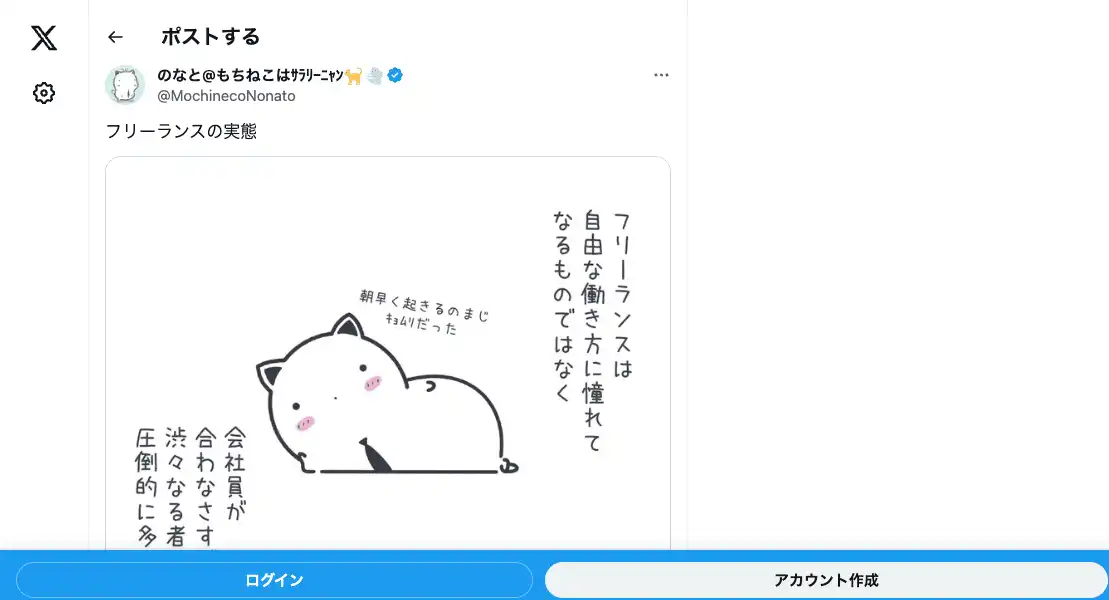 ポストする
のなと@もちねこはｻﾗﾘｰﾆｬﾝ🐈🦤
@MochinecoNonato
フリーランスの実態
フリーランスは
自由な働き方に憧れて
なるものではなく
朝早く起きるのまじ
ｷｮﾑﾘだった
会社員が
合わなさす
渋々なる者
圧倒的に多
ログイン
アカウント作成